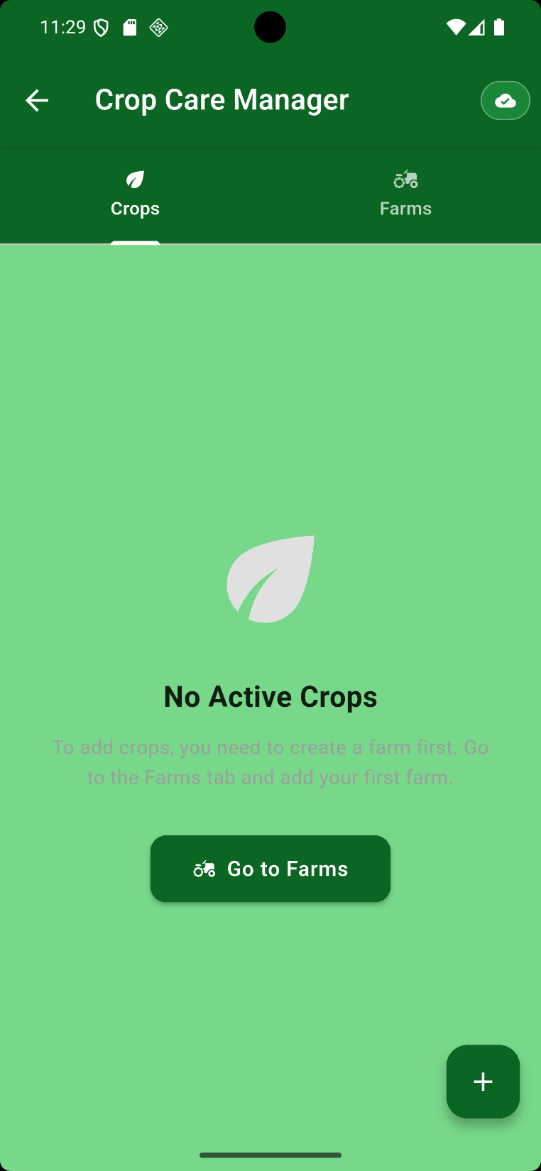 11:29
Crop Care Manager
Crops
Farms
No Active Crops
To add crops, you need to create a farm first. Go
to the Farms tab and add your first farm.
Go to Farms
+